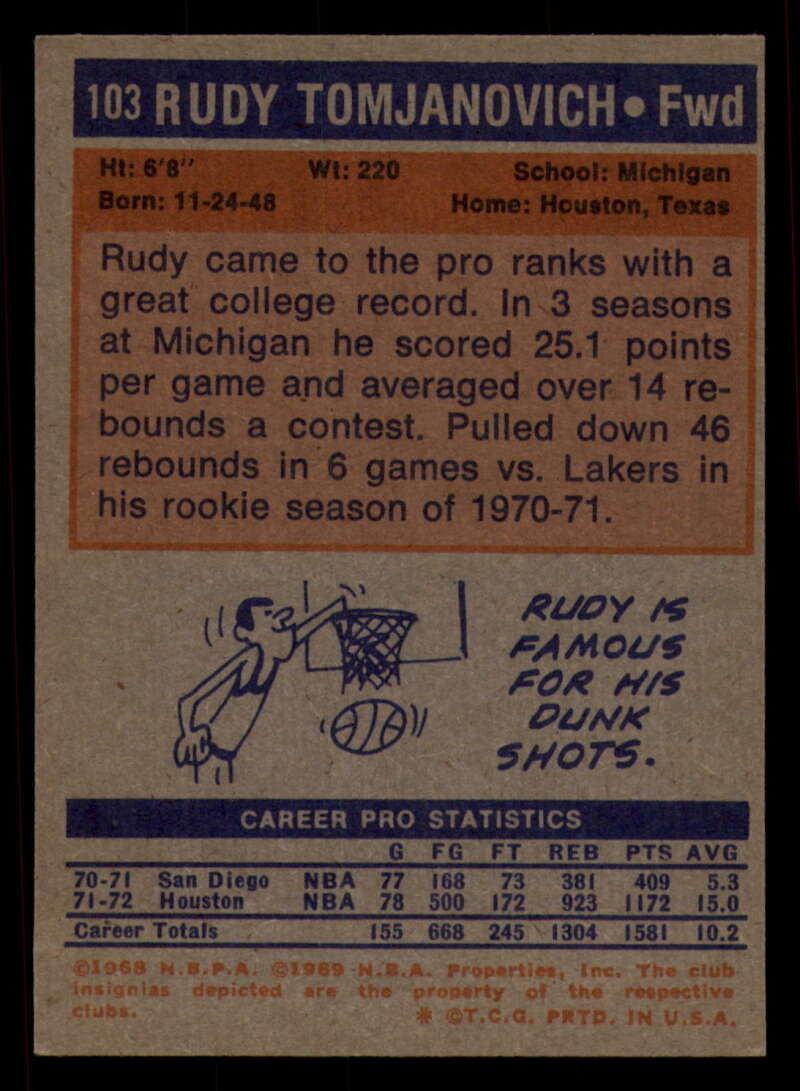 103 RUDY TOMJANOVICH • Fwd
Ht: 6'8" Wt: 220 School: Michigan
Born: 11-24-48 Home: Houston, Texas
Rudy came to the pro ranks with a
great college record. In 3 seasons
at Michigan he scored 25.1 points
per game and averaged over 14 re-
bounds a contest. Pulled down 46
rebounds in 6 games vs. Lakers in
his rookie season of 1970-71.
RUDY IS
FAMOUS
FOR HIS
DUNK
SHOTS.
CAREER PRO STATISTICS
G FG FT REB PTS AVG
70-71 San Diego NBA 77 168 73 381 409 5.3
71-72 Houston NBA 78 500 172 923 1172 15.0
Career Totals 155 668 245 1304 1581 10.2
©1968 N.B.P.A. ©1969 N.B.A. Properties, Inc. The club
insignias depicted are the property of the respective
clubs. * ©T.C.G. PRTD. IN U.S.A.